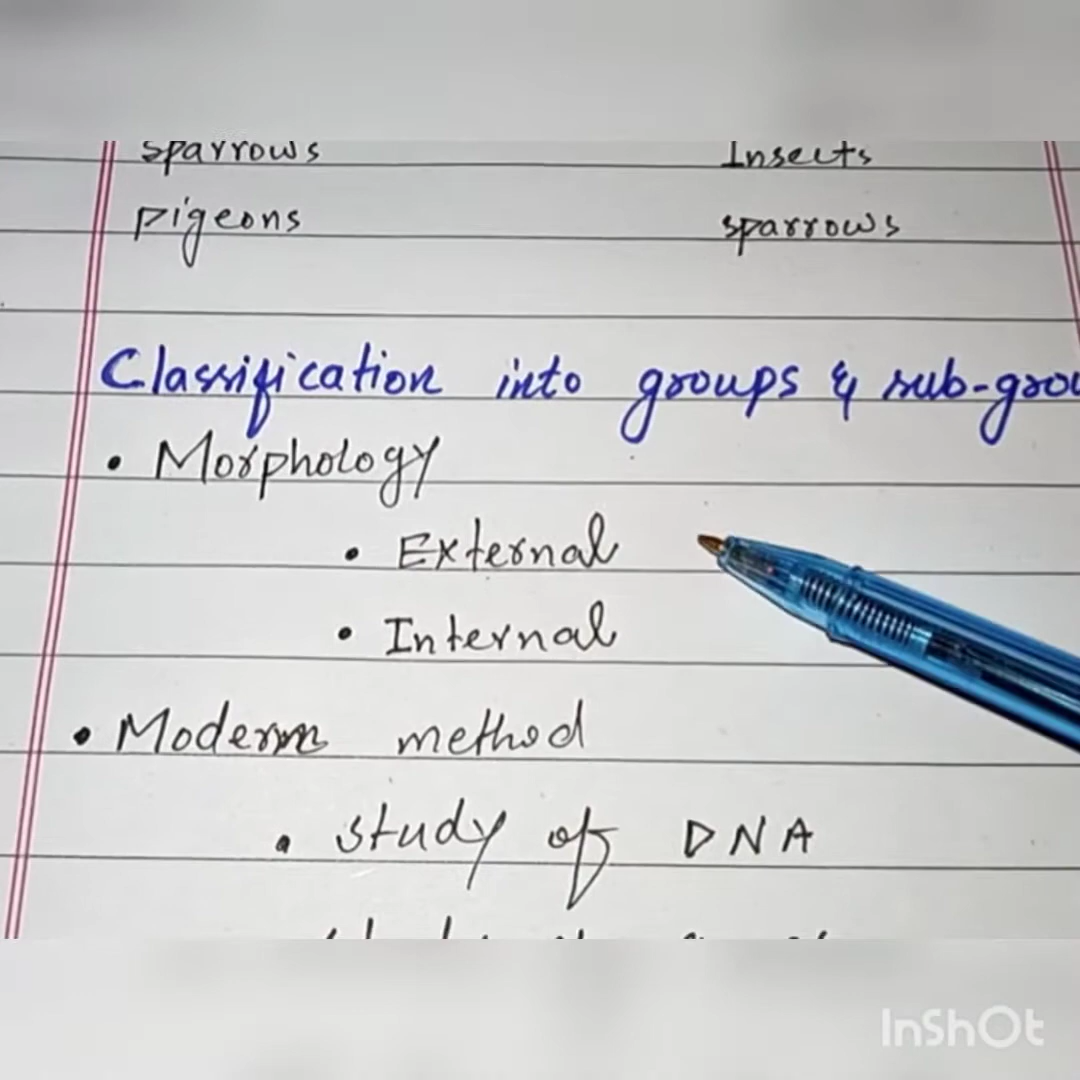 sparrows Insects
pigeons sparrows
Classification into groups & sub-grou
• Morphology
• External
• Internal
• Modern method
• study of DNA
InShOt